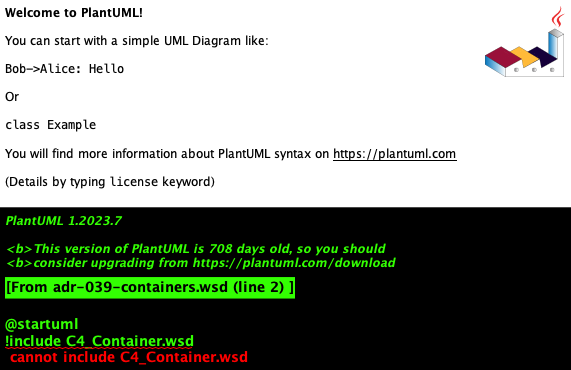 Welcome to PlantUML!
You can start with a simple UML Diagram like:
Bob->Alice: Hello
Or
class Example
You will find more information about PlantUML syntax on https://plantuml.com
(Details by typing license keyword)
PlantUML 1.2023.7
<b>This version of PlantUML is 708 days old, so you should
<b>consider upgrading from https://plantuml.com/download
[From adr-039-containers.wsd (line 2) ]
@startuml
!include C4_Container.wsd
cannot include C4_Container.wsd